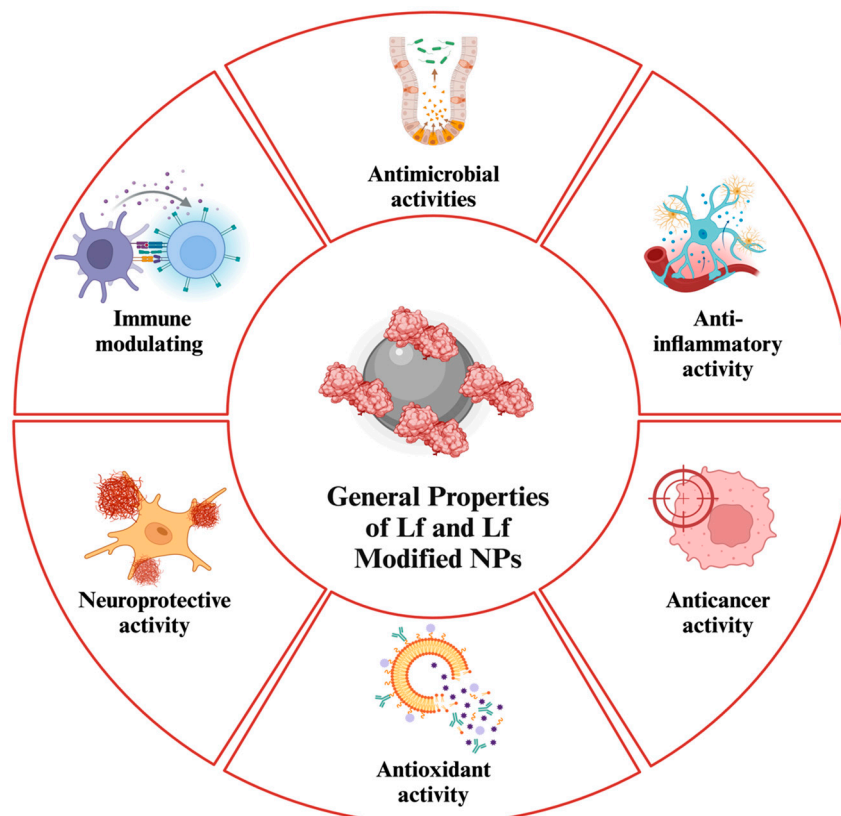 Antimicrobial
activities
Immune
modulating
Anti-
inflammatory
activity
General Properties
of Lf and Lf
Modified NPs
Neuroprotective
activity
Anticancer
activity
Antioxidant
activity